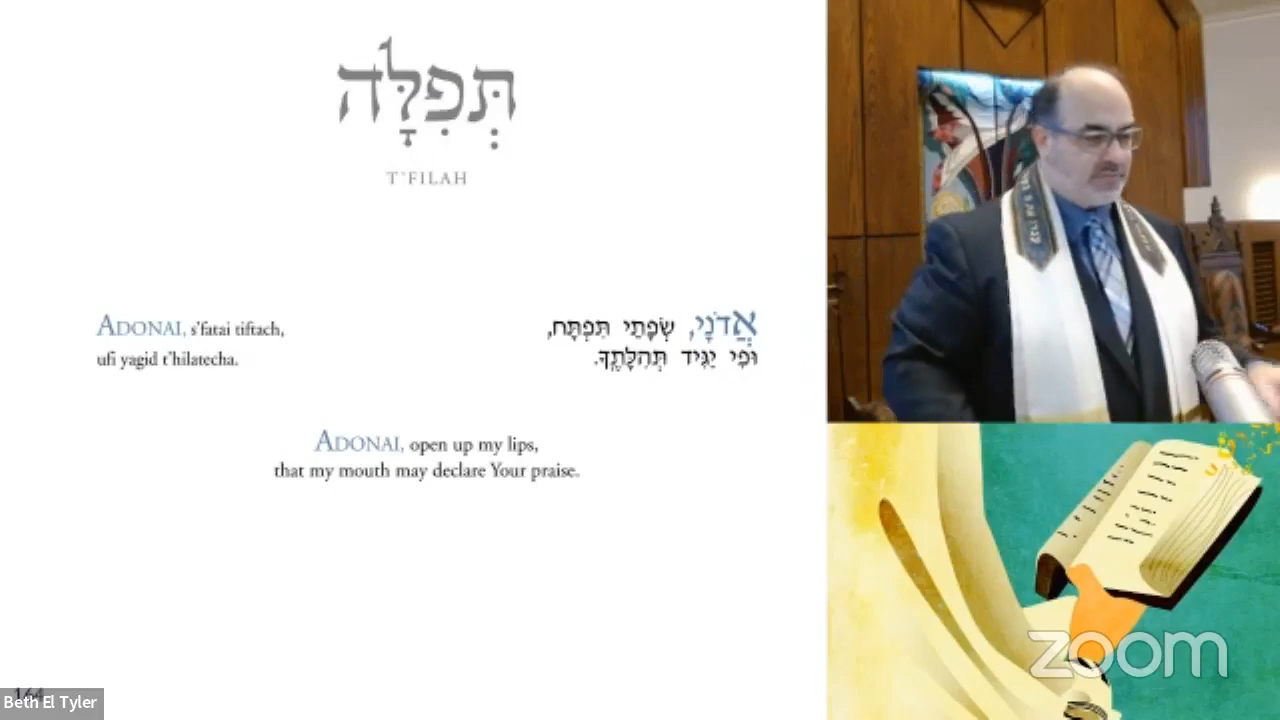 תְּפִלָּה
T'FILAH
ADONAI, s'fatai tiftach,
ufi yagid t'hilatecha.
אֲדֹנָי, שְׂפָתַי תִּפְתָּח,
וּפִי יַגִּיד תְּהִלָּתֶֽךָ.
ADONAI, open up my lips,
that my mouth may declare Your praise.
164
Beth El Tyler
zoom